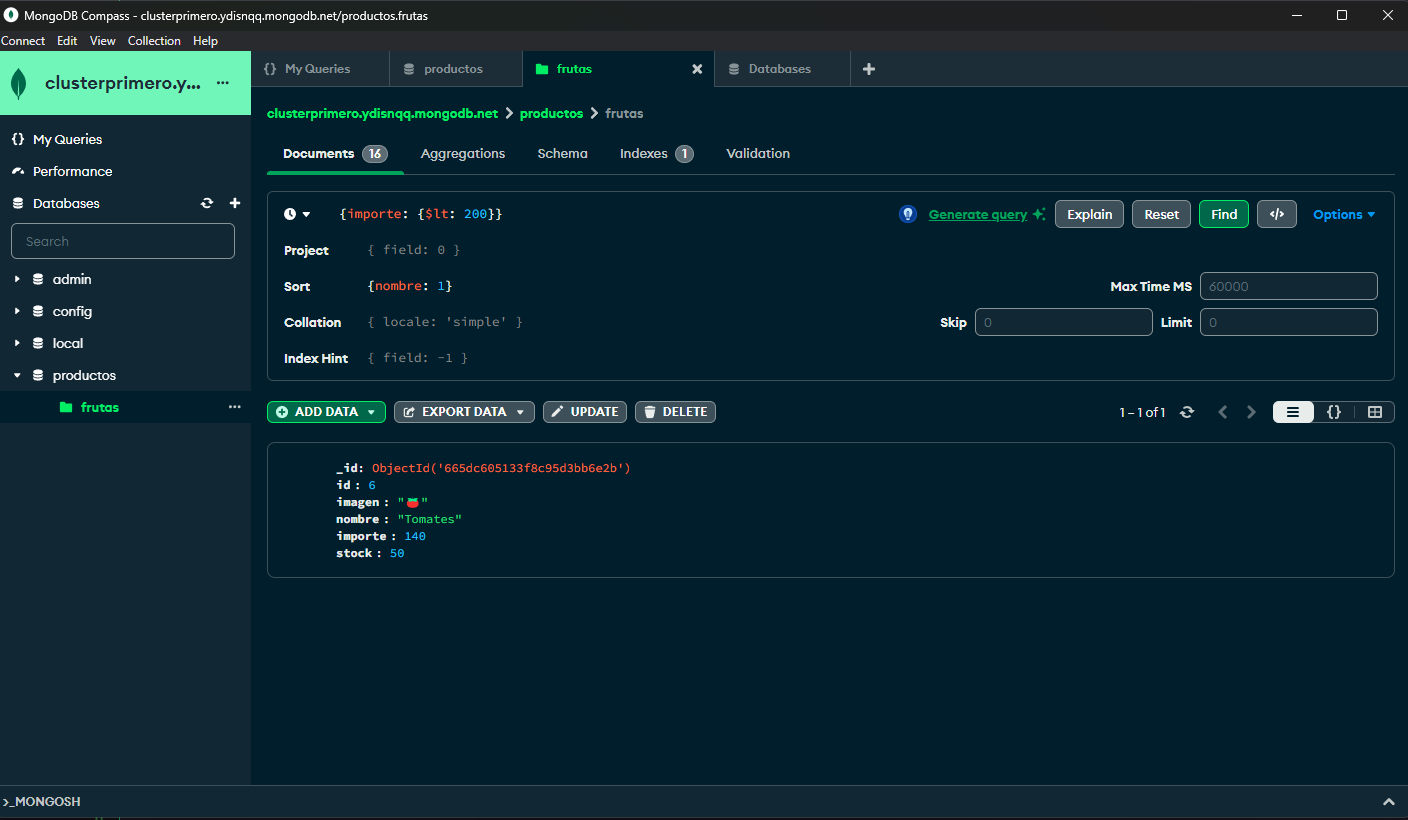 MongoDB Compass - clusterprimero.ydisnqq.mongodb.net/productos.frutas
Connect Edit View Collection Help
clusterprimero.y... ...
My Queries
Performance
Databases
Search
admin
config
local
productos
frutas ...
{} My Queries productos frutas Databases
clusterprimero.ydisnqq.mongodb.net > productos > frutas
Documents 16 Aggregations Schema Indexes 1 Validation
{importe: {$lt: 200}} Generate query Explain Reset Find </> Options
Project { field: 0 }
Sort {nombre: 1} Max Time MS 60000
Collation { locale: 'simple' } Skip 0 Limit 0
Index Hint { field: -1 }
ADD DATA EXPORT DATA UPDATE DELETE 1 – 1 of 1 {}
_id: ObjectId('665dc605133f8c95d3bb6e2b')
id : 6
imagen : "🍅"
nombre : "Tomates"
importe : 140
stock : 50
>_MONGOSH